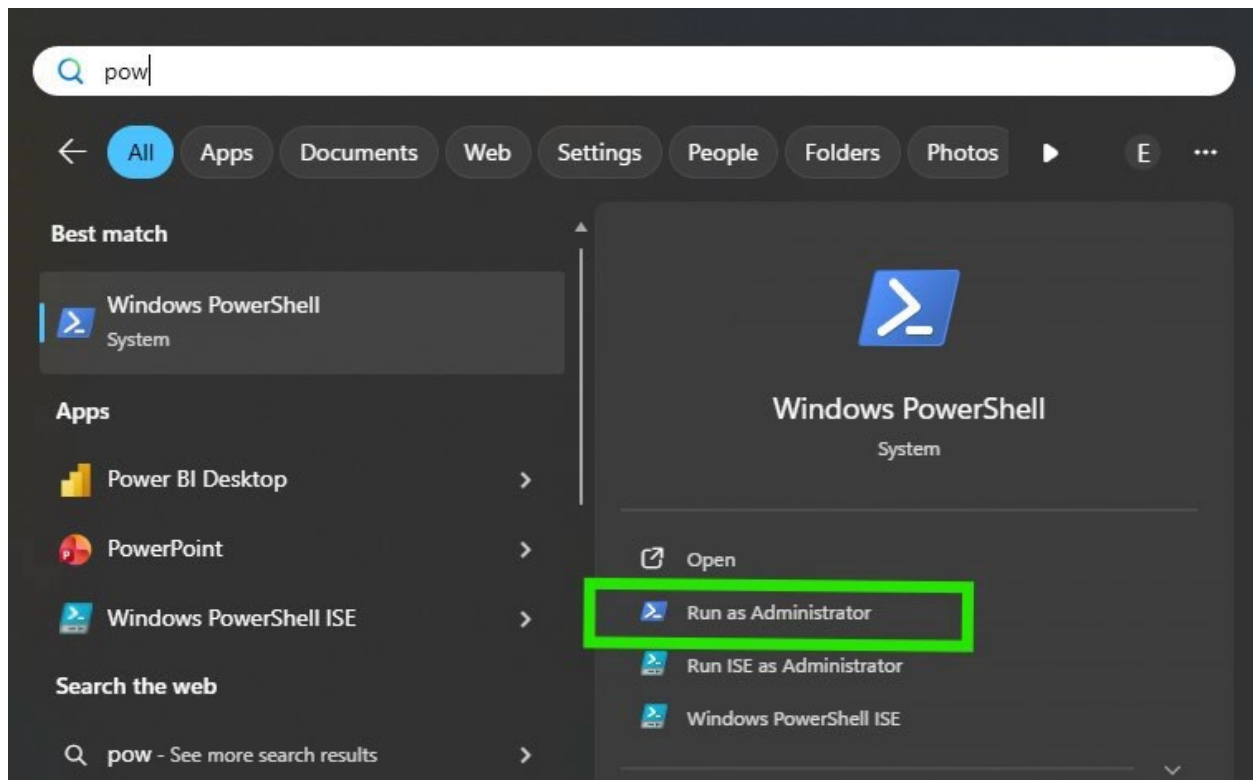 pow
All Apps Documents Web Settings People Folders Photos E ...
Best match
Windows PowerShell
System
Apps
Power BI Desktop
PowerPoint
Windows PowerShell ISE
Search the web
pow - See more search results
Windows PowerShell
System
Open
Run as Administrator
Run ISE as Administrator
Windows PowerShell ISE